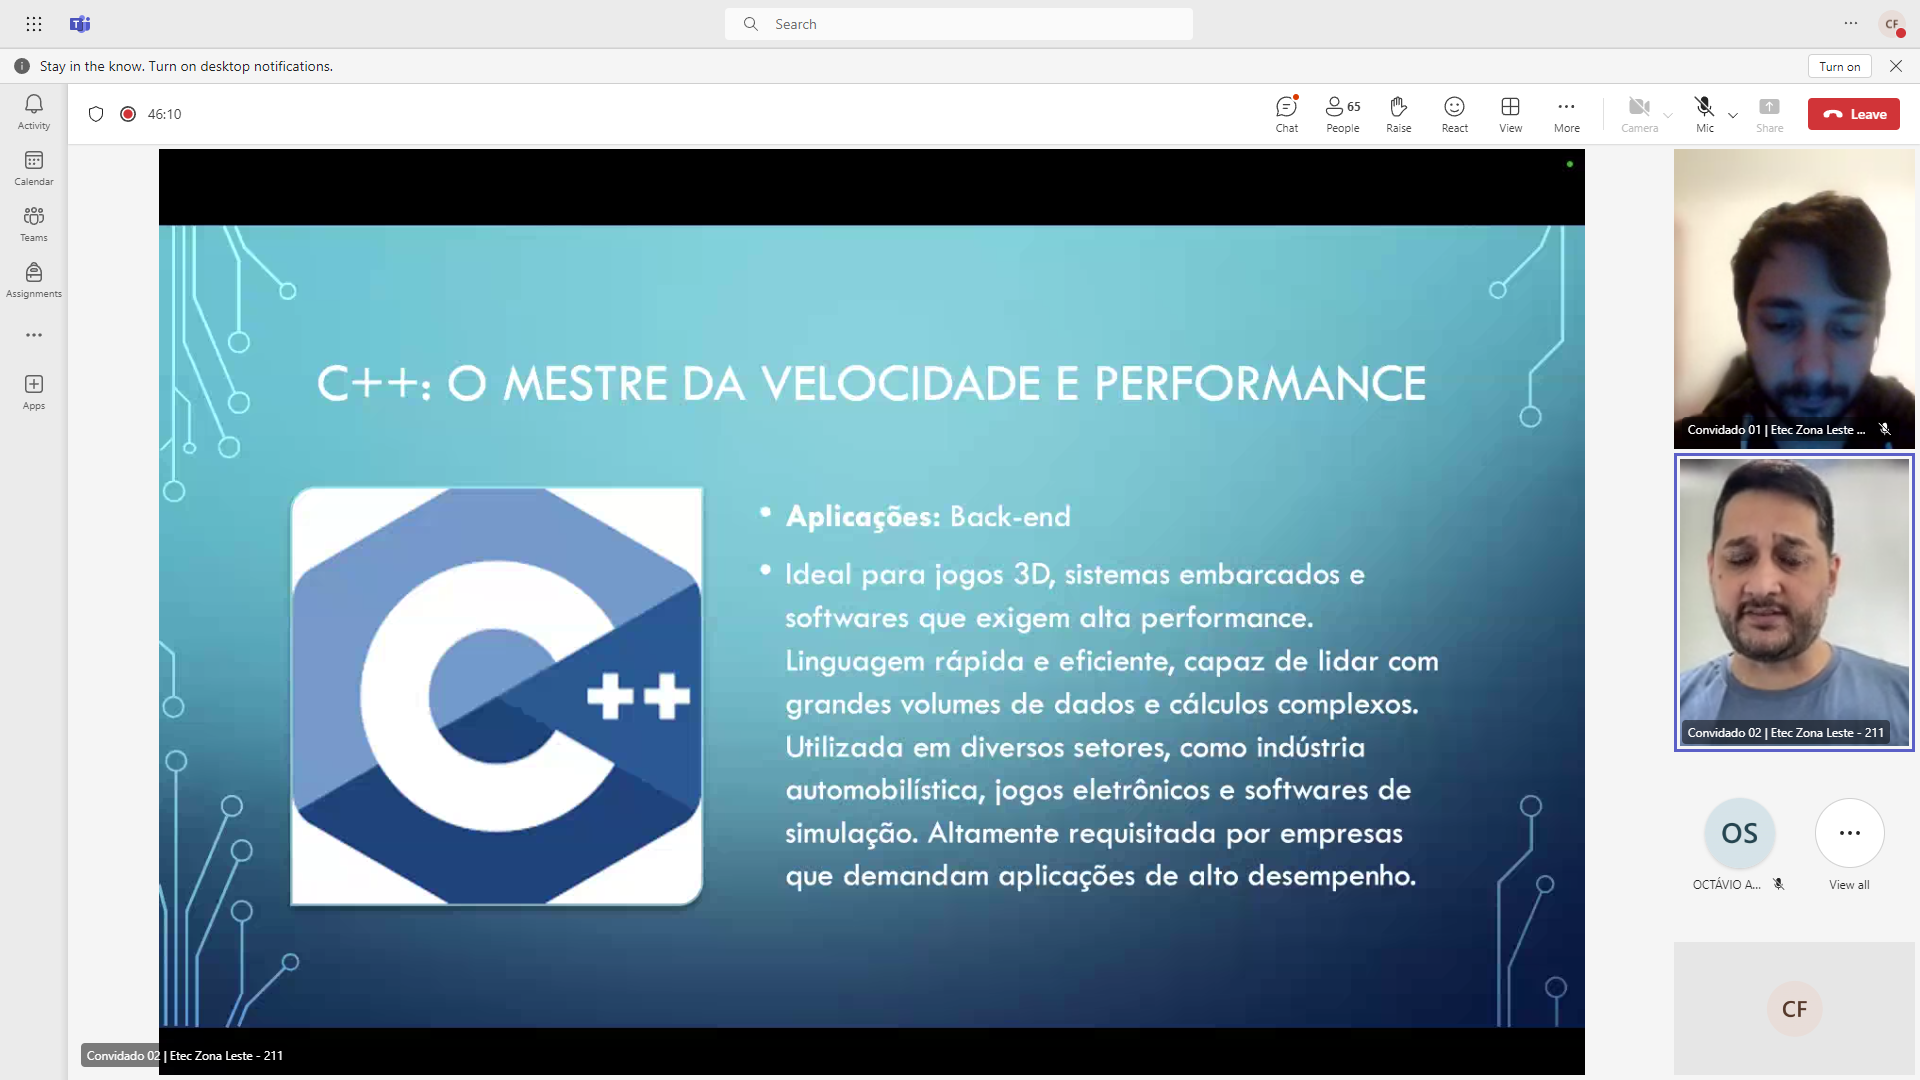 Search
CF
Stay in the know. Turn on desktop notifications.
Turn on
Activity
Calendar
Teams
Assignments
Apps
46:10
Chat
65
People
Raise
React
View
More
Camera
Mic
Share
Leave
C++: O MESTRE DA VELOCIDADE E PERFORMANCE
C++
• Aplicações: Back-end
• Ideal para jogos 3D, sistemas embarcados e
softwares que exigem alta performance.
Linguagem rápida e eficiente, capaz de lidar com
grandes volumes de dados e cálculos complexos.
Utilizada em diversos setores, como indústria
automobilística, jogos eletrônicos e softwares de
simulação. Altamente requisitada por empresas
que demandam aplicações de alto desempenho.
Convidado 02 | Etec Zona Leste - 211
Convidado 01 | Etec Zona Leste ...
Convidado 02 | Etec Zona Leste - 211
OS
OCTÁVIO A...
View all
CF